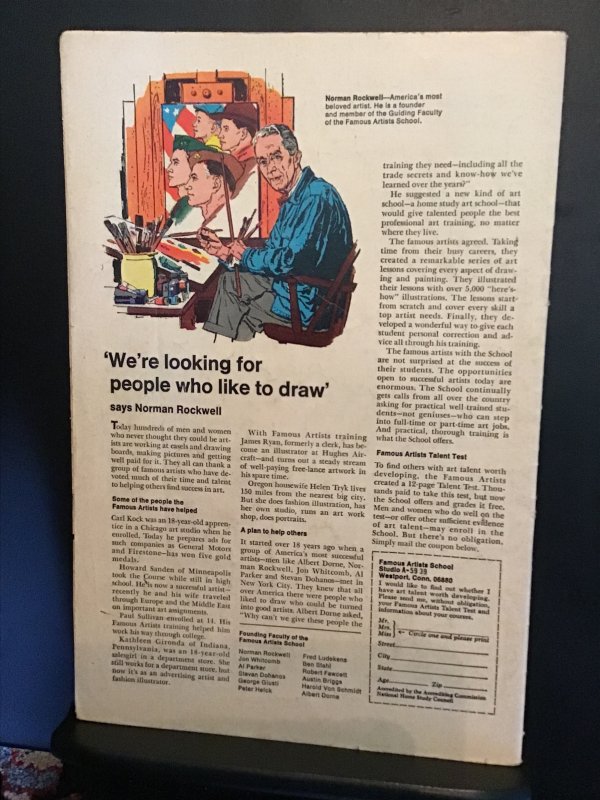 Norman Rockwell—America's most
beloved artist. He is a founder
and member of the Guiding Faculty
of the Famous Artists School.
'We're looking for
people who like to draw'
says Norman Rockwell
Today hundreds of men and women
who never thought they could be art-
ists are working at easels and drawing
boards, making pictures and getting
well paid for it. They all can thank a
group of famous artists who have de-
voted much of their time and talent
to helping others find success in art.
Some of the people the
Famous Artists have helped
Carl Kock was an 18-year-old appren-
tice in a Chicago art studio when he
enrolled. Today he prepares ads for
such companies as General Motors
and Firestone—has won five gold
medals.
Howard Sanden of Minneapolis
took the Course while still in high
school. He's now a successful artist—
recently he and his wife traveled
through Europe and the Middle East
on important art assignments.
Paul Sullivan enrolled at 14. His
Famous Artists training helped him
work his way through college.
Kathleen Gironda of Indiana,
Pennsylvania, was an 18-year-old
salesgirl in a department store. She
still works for a department store, but
now it's as an advertising artist and
fashion illustrator.
With Famous Artists training
James Ryan, formerly a clerk, has be-
come an illustrator at Hughes Air-
craft—and turns out a steady stream
of well-paying free-lance artwork in
his spare time.
Oregon housewife Helen Tryk lives
150 miles from the nearest big city.
But she does fashion illustration, has
her own studio, runs an art work
shop, does portraits.
A plan to help others
It started over 18 years ago when a
group of America's most successful
artists—men like Albert Dorne, Nor-
man Rockwell, Jon Whitcomb, Al
Parker and Stevan Dohanos—met in
New York City. They knew that all
over America there were people who
liked to draw who could be turned
into good artists. Albert Dorne asked,
"Why can't we give these people the
Founding Faculty of the
Famous Artists School
Norman Rockwell
Jon Whitcomb
Al Parker
Stevan Dohanos
George Giusti
Peter Helck
Fred Ludekens
Ben Stahl
Robert Fawcett
Austin Briggs
Harold Von Schmidt
Albert Dorne
training they need—including all the
trade secrets and know-how we've
learned over the years?"
He suggested a new kind of art
school—a home study art school—that
would give talented people the best
professional art training, no matter
where they live.
The famous artists agreed. Taking
time from their busy careers, they
created a remarkable series of art
lessons covering every aspect of draw-
ing and painting. They illustrated
their lessons with over 5,000 "here's-
how" illustrations. The lessons start
from scratch and cover every skill a
top artist needs. Finally, they de-
veloped a wonderful way to give each
student personal correction and ad-
vice all through his training.
The famous artists with the School
are not surprised at the success of
their students. The opportunities
open to successful artists today are
enormous. The School continually
gets calls from all over the country
asking for practical well trained stu-
dents—not geniuses—who can step
into full-time or part-time art jobs.
And practical, thorough training is
what the School offers.
Famous Artists Talent Test
To find others with art talent worth
developing, the Famous Artists
created a 12-page Talent Test. Thou-
sands paid to take this test, but now
the School offers and grades it free.
Men and women who do well on the
test—or offer other sufficient evidence
of art talent—may enroll in the
School. But there's no obligation.
Simply mail the coupon below.
Famous Artists School
Studio A-5939
Westport, Conn. 06880
I would like to find out whether I
have art talent worth developing.
Please send me, without obligation,
your Famous Artists Talent Test and
information about your courses.
Mr.
Mrs.
Miss
← Circle one and please print
Street
City
State
Age
Zip
Accredited by the Accrediting Commission
National Home Study Council